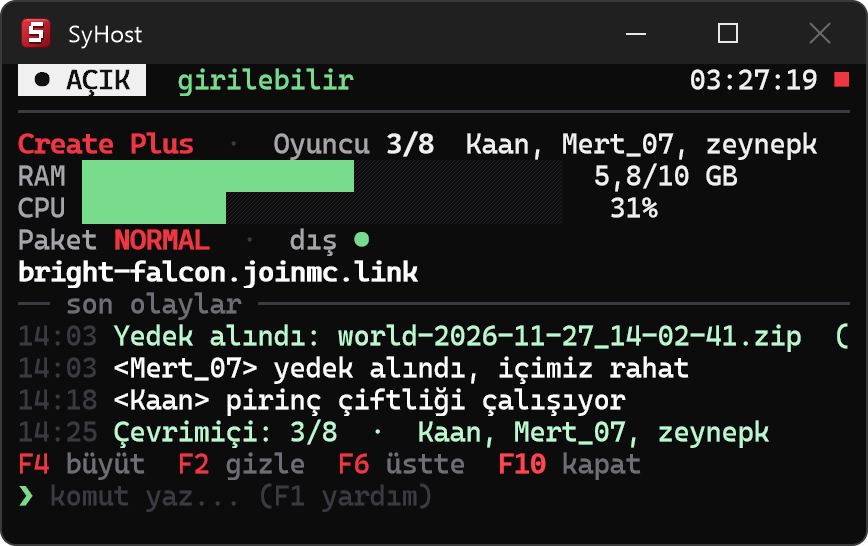 SyHost
● AÇIK girilebilir 03:27:19
Create Plus · Oyuncu 3/8 Kaan, Mert_07, zeynepk
RAM 5,8/10 GB
CPU 31%
Paket NORMAL · dış ●
bright-falcon.joinmc.link
son olaylar
14:03 Yedek alındı: world-2026-11-27_14-02-41.zip (
14:03 <Mert_07> yedek alındı, içimiz rahat
14:18 <Kaan> pirinç çiftliği çalışıyor
14:25 Çevrimiçi: 3/8 · Kaan, Mert_07, zeynepk
F4 büyüt F2 gizle F6 üstte F10 kapat
❯ komut yaz... (F1 yardım)